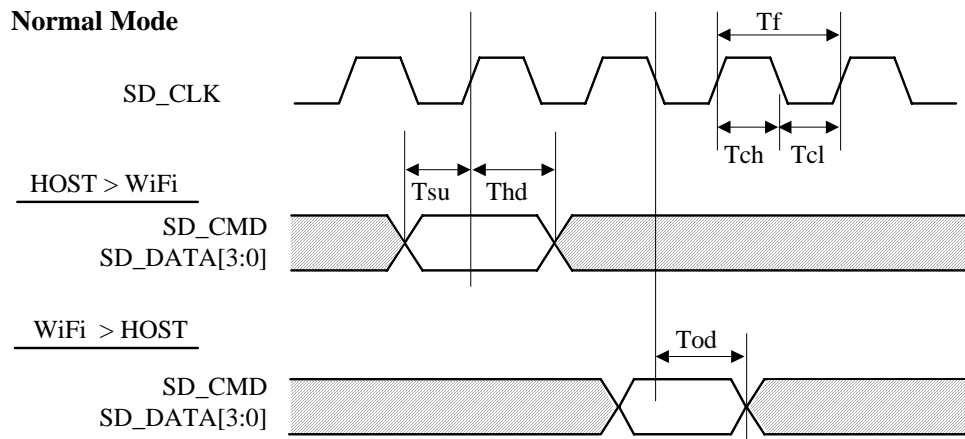 Normal Mode
Tf
SD_CLK
Tch
Tcl
HOST > WiFi
Tsu
Thd
SD_CMD
SD_DATA[3:0]
WiFi > HOST
Tod
SD_CMD
SD_DATA[3:0]